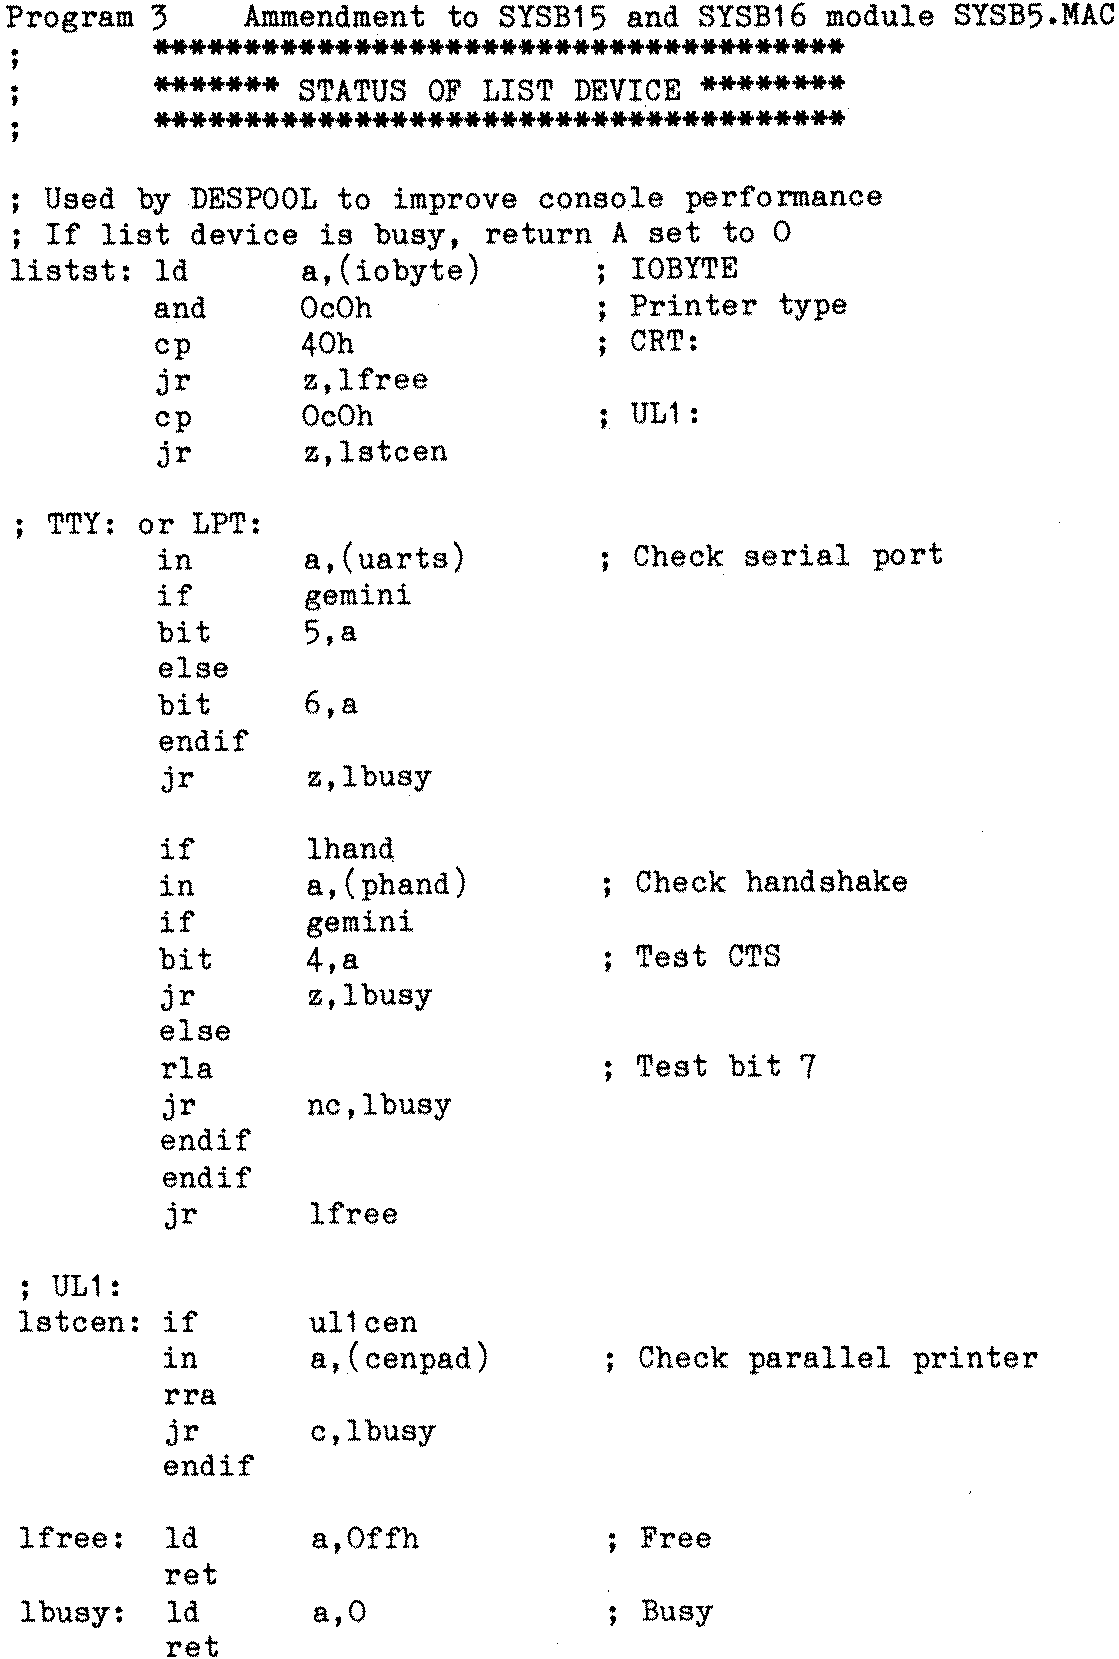 Program 3    Ammendment to SYSB15 and SYSB16 module SYSB5.MAC
;       **************************************
;       ******* STATUS OF LIST DEVICE ********
;       **************************************
; Used by DESPOOL to improve console performance
; If list device is busy, return A set to 0
listst: ld      a,(iobyte)      ; IOBYTE
        and     0c0h            ; Printer type
        cp      40h             ; CRT:
        jr      z,lfree
        cp      0c0h            ; UL1:
        jr      z,lstcen
; TTY: or LPT:
        in      a,(uarts)       ; Check serial port
        if      gemini
        bit     5,a
        else
        bit     6,a
        endif
        jr      z,lbusy
        if      lhand
        in      a,(phand)       ; Check handshake
        if      gemini
        bit     4,a             ; Test CTS
        jr      z,lbusy
        else
        rla                     ; Test bit 7
        jr      nc,lbusy
        endif
        endif
        jr      lfree
; UL1:
lstcen: if      ul1cen
        in      a,(cenpad)      ; Check parallel printer
        rra
        jr      c,lbusy
        endif
lfree:  ld      a,0ffh          ; Free
        ret
lbusy:  ld      a,0             ; Busy
        ret